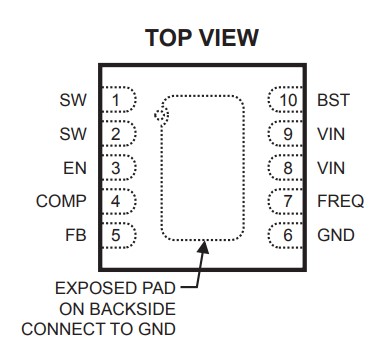 TOP VIEW
SW 1 10 BST
SW 2 9 VIN
EN 3 8 VIN
COMP 4 7 FREQ
FB 5 6 GND
EXPOSED PAD
ON BACKSIDE
CONNECT TO GND